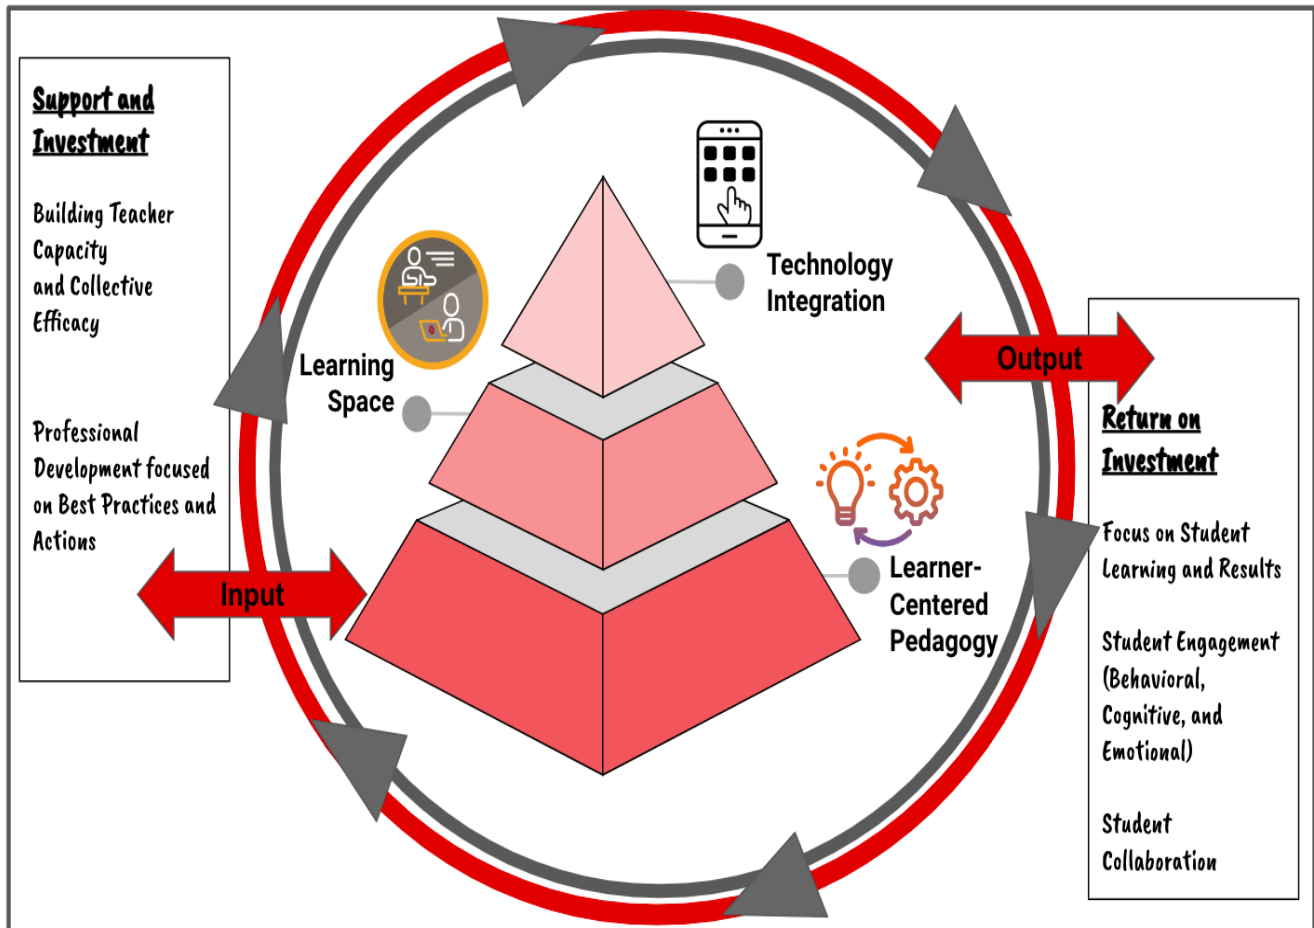 Support and
Investment
Building Teacher
Capacity
and Collective
Efficacy
Professional
Development focused
on Best Practices and
Actions
Input
Learning
Space
Technology
Integration
Learner-
Centered
Pedagogy
Output
Return on
Investment
Focus on Student
Learning and Results
Student Engagement
(Behavioral,
Cognitive, and
Emotional)
Student
Collaboration